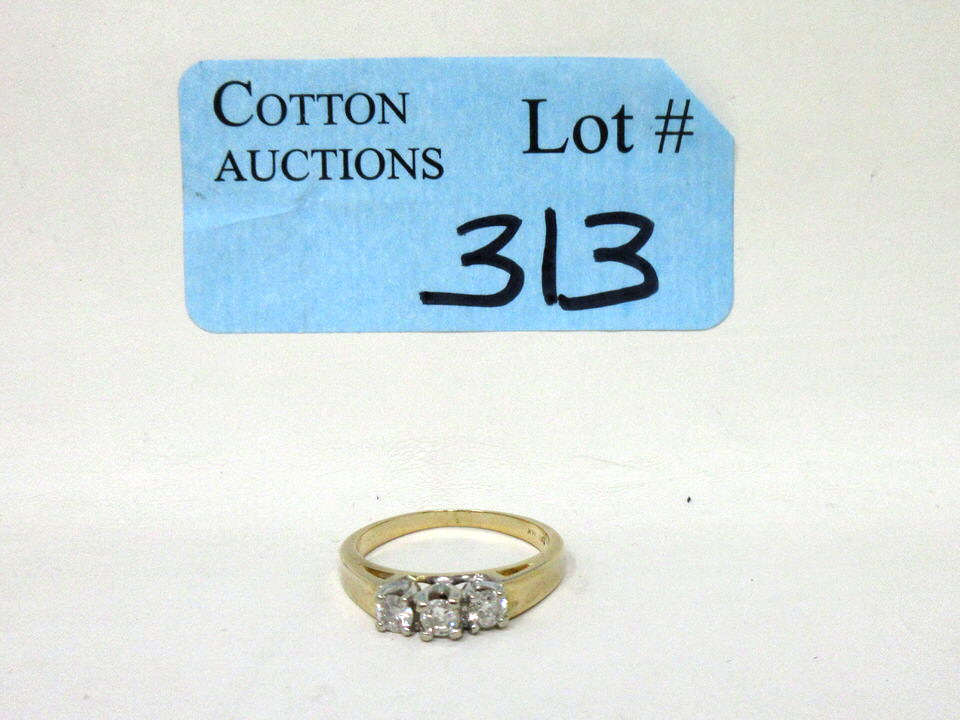 COTTON
AUCTIONS
Lot #
313